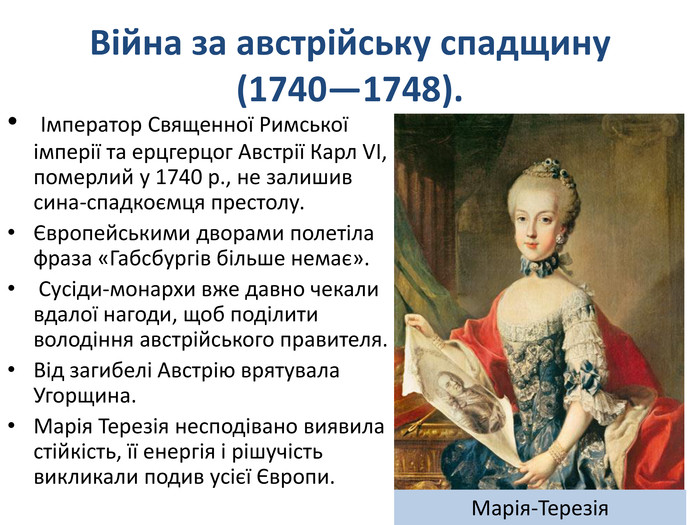 Війна за австрійську спадщину
(1740—1748).
• Імператор Священної Римської
імперії та ерцгерцог Австрії Карл VI,
померлий у 1740 р., не залишив
сина-спадкоємця престолу.
• Європейськими дворами полетіла
фраза «Габсбургів більше немає».
• Сусіди-монархи вже давно чекали
вдалої нагоди, щоб поділити
володіння австрійського правителя.
• Від загибелі Австрію врятувала
Угорщина.
• Марія Терезія несподівано виявила
стійкість, її енергія і рішучість
викликали подив усієї Європи.
Марія-Терезія